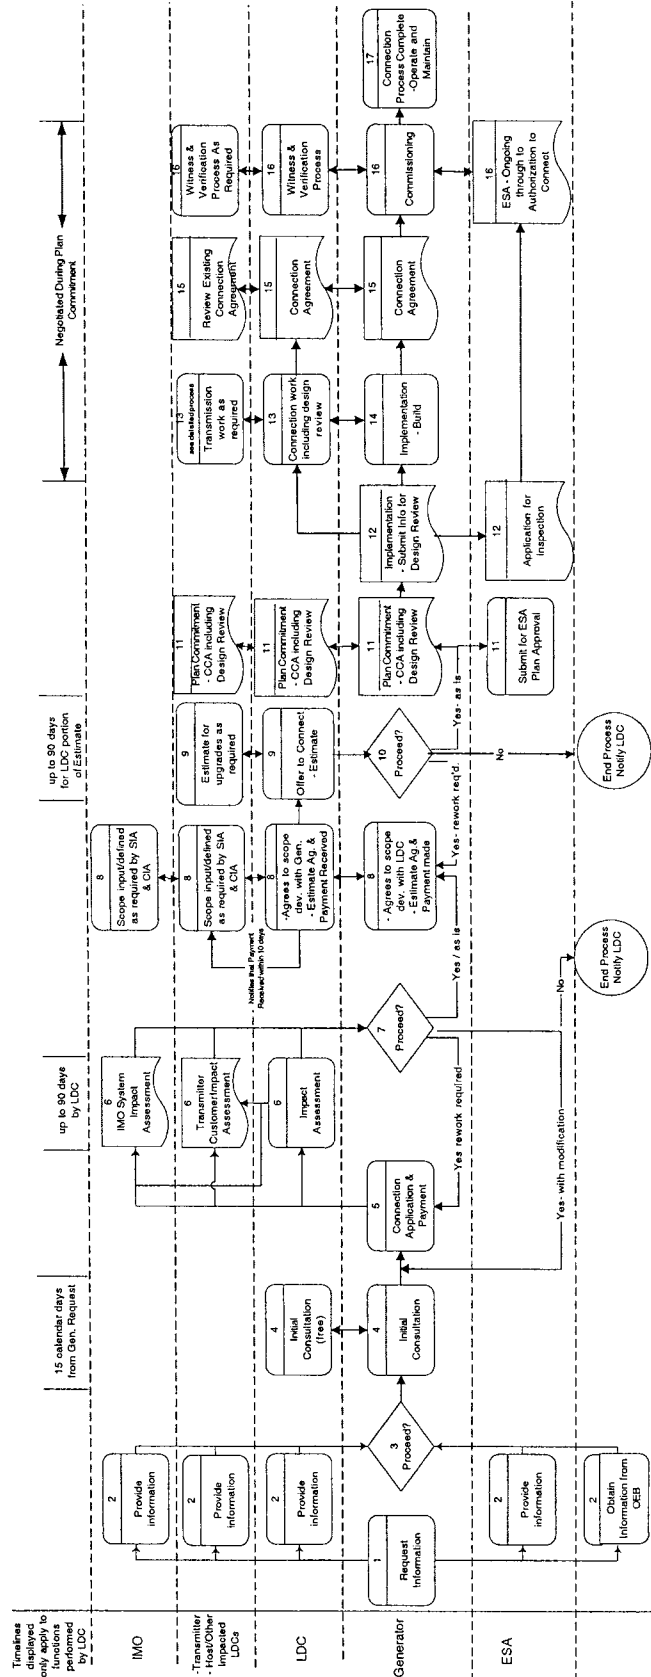 Timelines
displayed
only apply to
functions
performed
by LDC
15 calendar days
from Gen. Request
up to 90 days
by LDC
up to 90 days
for LDC portion
of Estimate
Negotiated During Plan
Commitment
IMO
2
Provide
information
6
IMO System
Impact
Assessment
8
Scope input/defined
as required by SIA
& CIA
-Transmitter
- Host/Other
Impacted
LDCs
2
Provide
information
6
Transmitter
CustomerImpact
Assessment
8
Scope input/defined
as required by SIA
& CIA
Notifies that Payment
Received within 10 days
9
Estimate for
upgrades as
required
11
Plan Commitment
- CCA including
Design Review
13
see detailed process
Transmission
work as
required
15
Review Existing
Connection
Agreement
16
Witness &
Verification
Process As
Required
LDC
2
Provide
information
4
Initial
Consultation
(free)
6
Impact
Assessment
8
-Agrees to scope
dev. with Gen.
- Estimate Ag. &
Payment Received
9
Offer to Connect
- Estimate
11
Plan Commitment
- CCA including
Design Review
13
Connection work
including design
review
15
Connection
Agreement
16
Witness &
Verification
Process
Generator
1
Request
Information
3
Proceed?
4
Initial
Consultation
5
Connection
Application &
Payment
7
Proceed?
8
- Agrees to scope
dev. with LDC
- Estimate Ag.&
Payment made
10
Proceed?
11
Plan Commitment
- CCA including
Design Review
12
Implementation
- Submit Info for
Design Review
14
Implementation
- Build
15
Connection
Agreement
16
Commissioning
17
Connection
Process Complete
-Operate and
Maintain
Yes rework required
Yes / as is
Yes- rework req'd.
Yes- as is
ESA
2
Provide
information
Yes- with modification
No
No
11
Submit for ESA
Plan Approval
12
Application for
Inspection
16
ESA - Ongoing
through to
Authorization to
Connect
2
Obtain
Information from
OEB
End Process
Notify LDC
End Process
Notify LDC